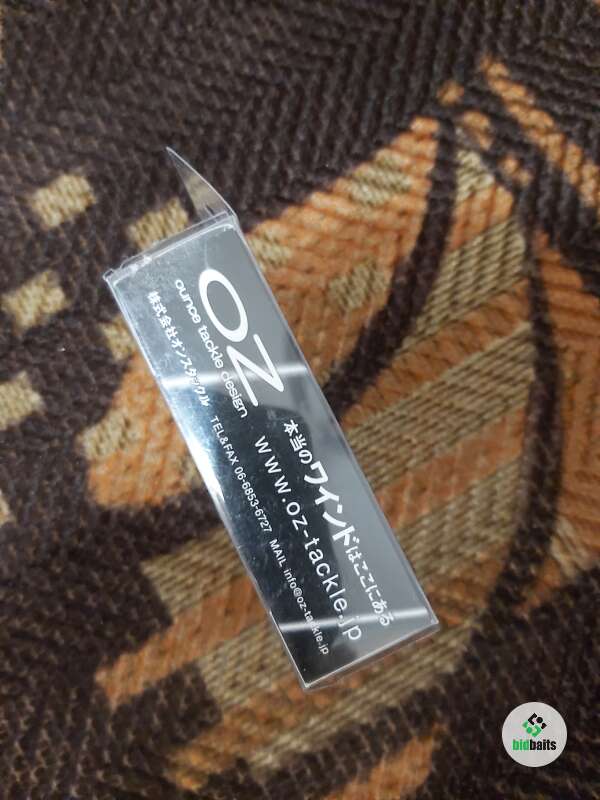 OZ
ounce tackle design
株式会社オンスタックル
TEL&FAX 06-6853-6727 MAIL info@oz-tackle.jp
本当のワインドはここにある
www.oz-tackle.jp
bidbaits